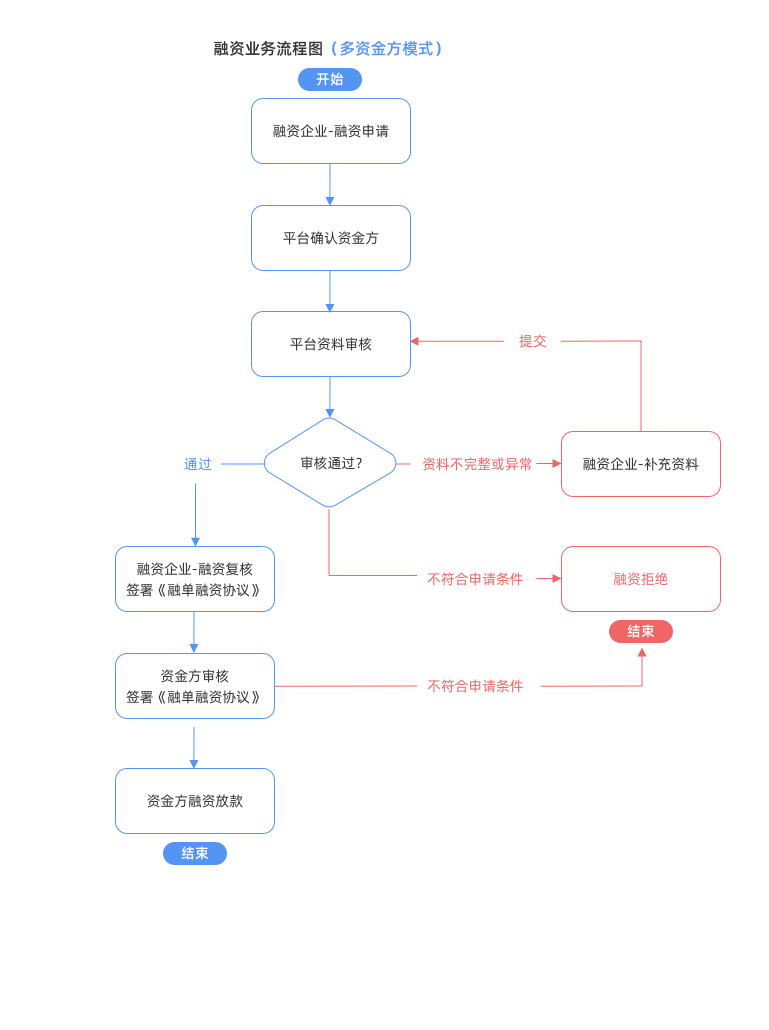 融资业务流程图（多资金方模式）
开始
融资企业-融资申请
平台确认资金方
平台资料审核
提交
审核通过?
通过
资料不完整或异常
融资企业-补充资料
融资企业-融资复核
签署《融单融资协议》
不符合申请条件
融资拒绝
结束
资金方审核
签署《融单融资协议》
不符合申请条件
资金方融资放款
结束